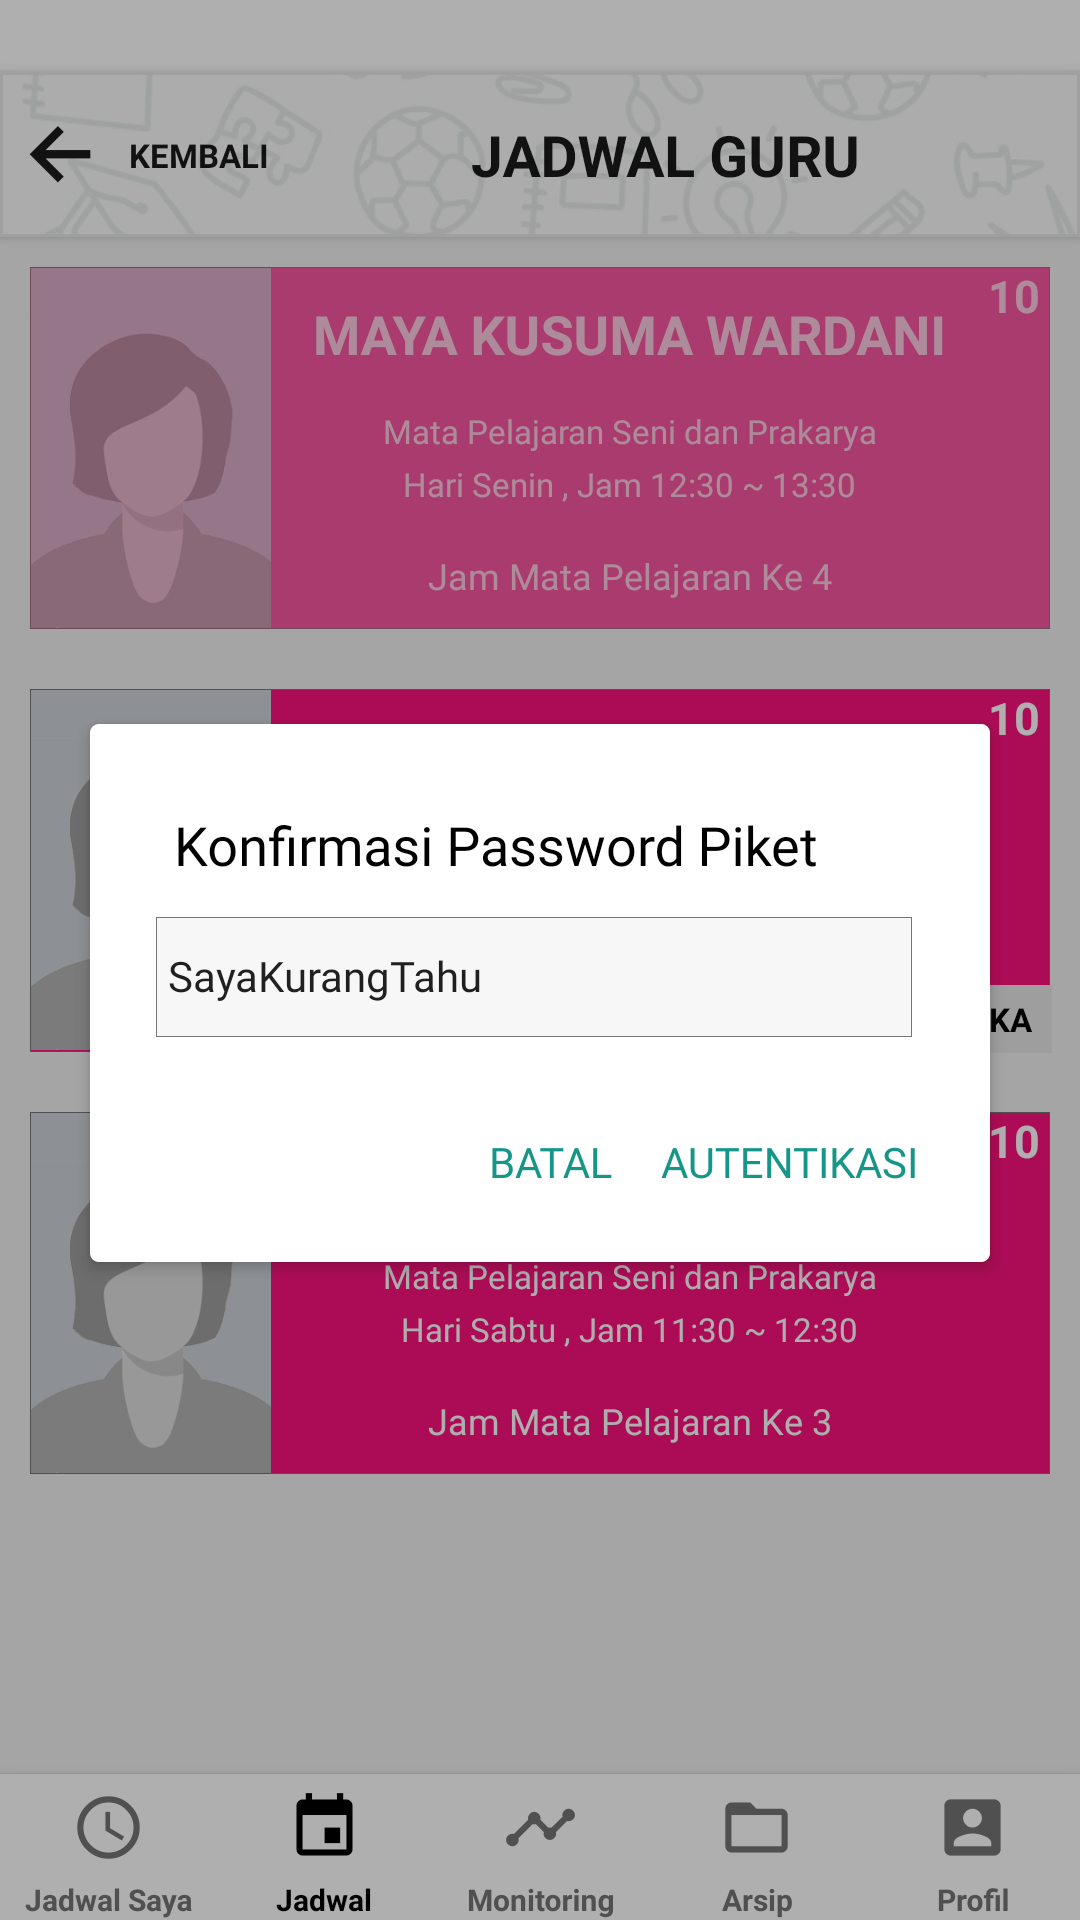 KEMBALI
JADWAL GURU
10
MAYA KUSUMA WARDANI
Mata Pelajaran Seni dan Prakarya
Hari Senin , Jam 12:30 ~ 13:30
Jam Mata Pelajaran Ke 4
10
Konfirmasi Password Piket
SayaKurangTahu
KA
BATAL
AUTENTIKASI
10
Mata Pelajaran Seni dan Prakarya
Hari Sabtu , Jam 11:30 ~ 12:30
Jam Mata Pelajaran Ke 3
Jadwal Saya
Jadwal
Monitoring
Arsip
Profil